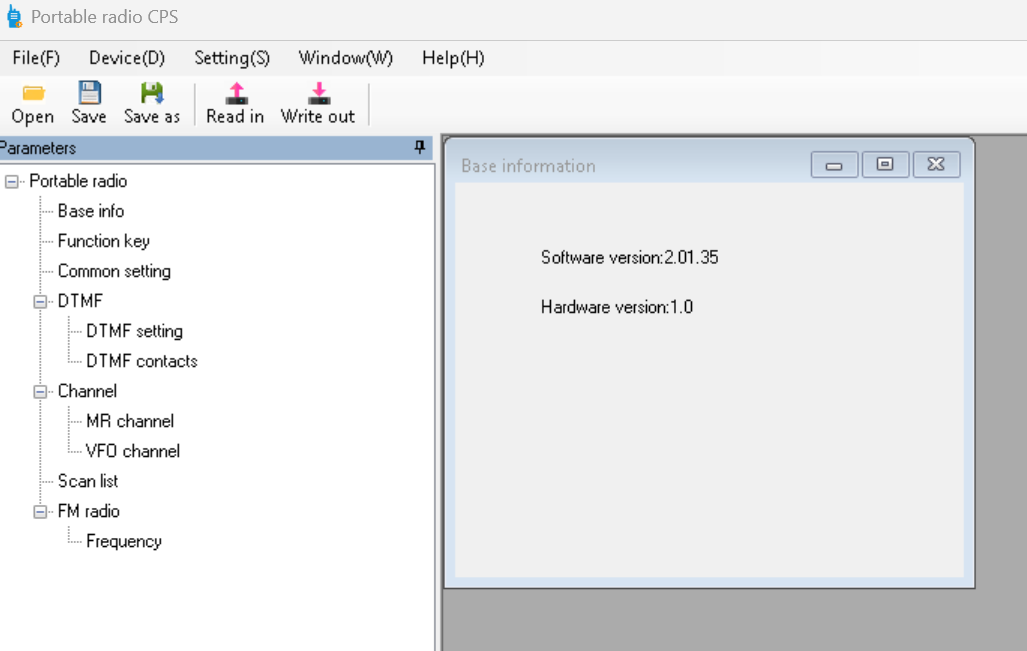 Portable radio CPS
File(F) Device(D) Setting(S) Window(W) Help(H)
Open Save Save as Read in Write out
Parameters
Portable radio
Base info
Function key
Common setting
DTMF
DTMF setting
DTMF contacts
Channel
MR channel
VFO channel
Scan list
FM radio
Frequency
Base information
Software version:2.01.35
Hardware version:1.0